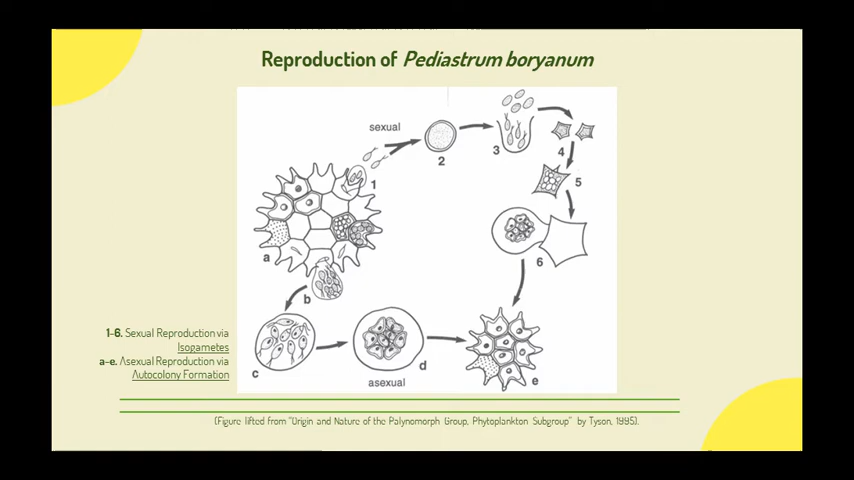 Reproduction of Pediastrum boryanum
sexual
1
2
3
4
5
6
a
b
c
d
asexual
e
1-6. Sexual Reproduction via
Isogametes
a-e. Asexual Reproduction via
Autocolony Formation
(Figure lifted from "Origin and Nature of the Palynomorph Group, Phytoplankton Subgroup" by Tyson, 1995).